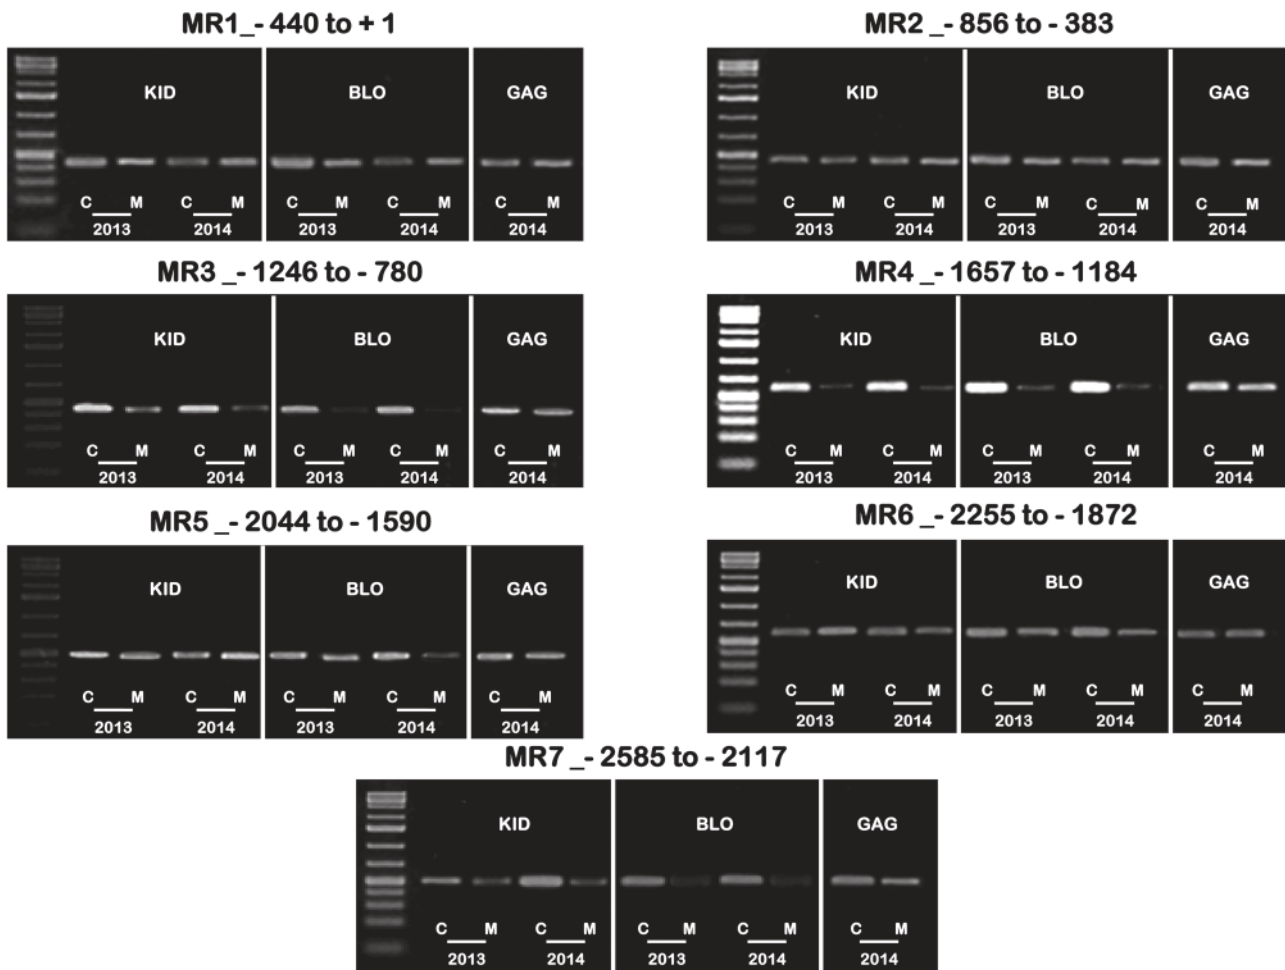 MR1_- 440 to + 1
KID BLO GAG
C M C M C M C M C M
2013 2014 2013 2014 2014
MR2 _- 856 to - 383
KID BLO GAG
C M C M C M C M C M
2013 2014 2013 2014 2014
MR3 _- 1246 to - 780
KID BLO GAG
C M C M C M C M C M
2013 2014 2013 2014 2014
MR4 _- 1657 to - 1184
KID BLO GAG
C M C M C M C M C M
2013 2014 2013 2014 2014
MR5 _- 2044 to - 1590
KID BLO GAG
C M C M C M C M C M
2013 2014 2013 2014 2014
MR6 _- 2255 to - 1872
KID BLO GAG
C M C M C M C M C M
2013 2014 2013 2014 2014
MR7 _- 2585 to - 2117
KID BLO GAG
C M C M C M C M C M
2013 2014 2013 2014 2014